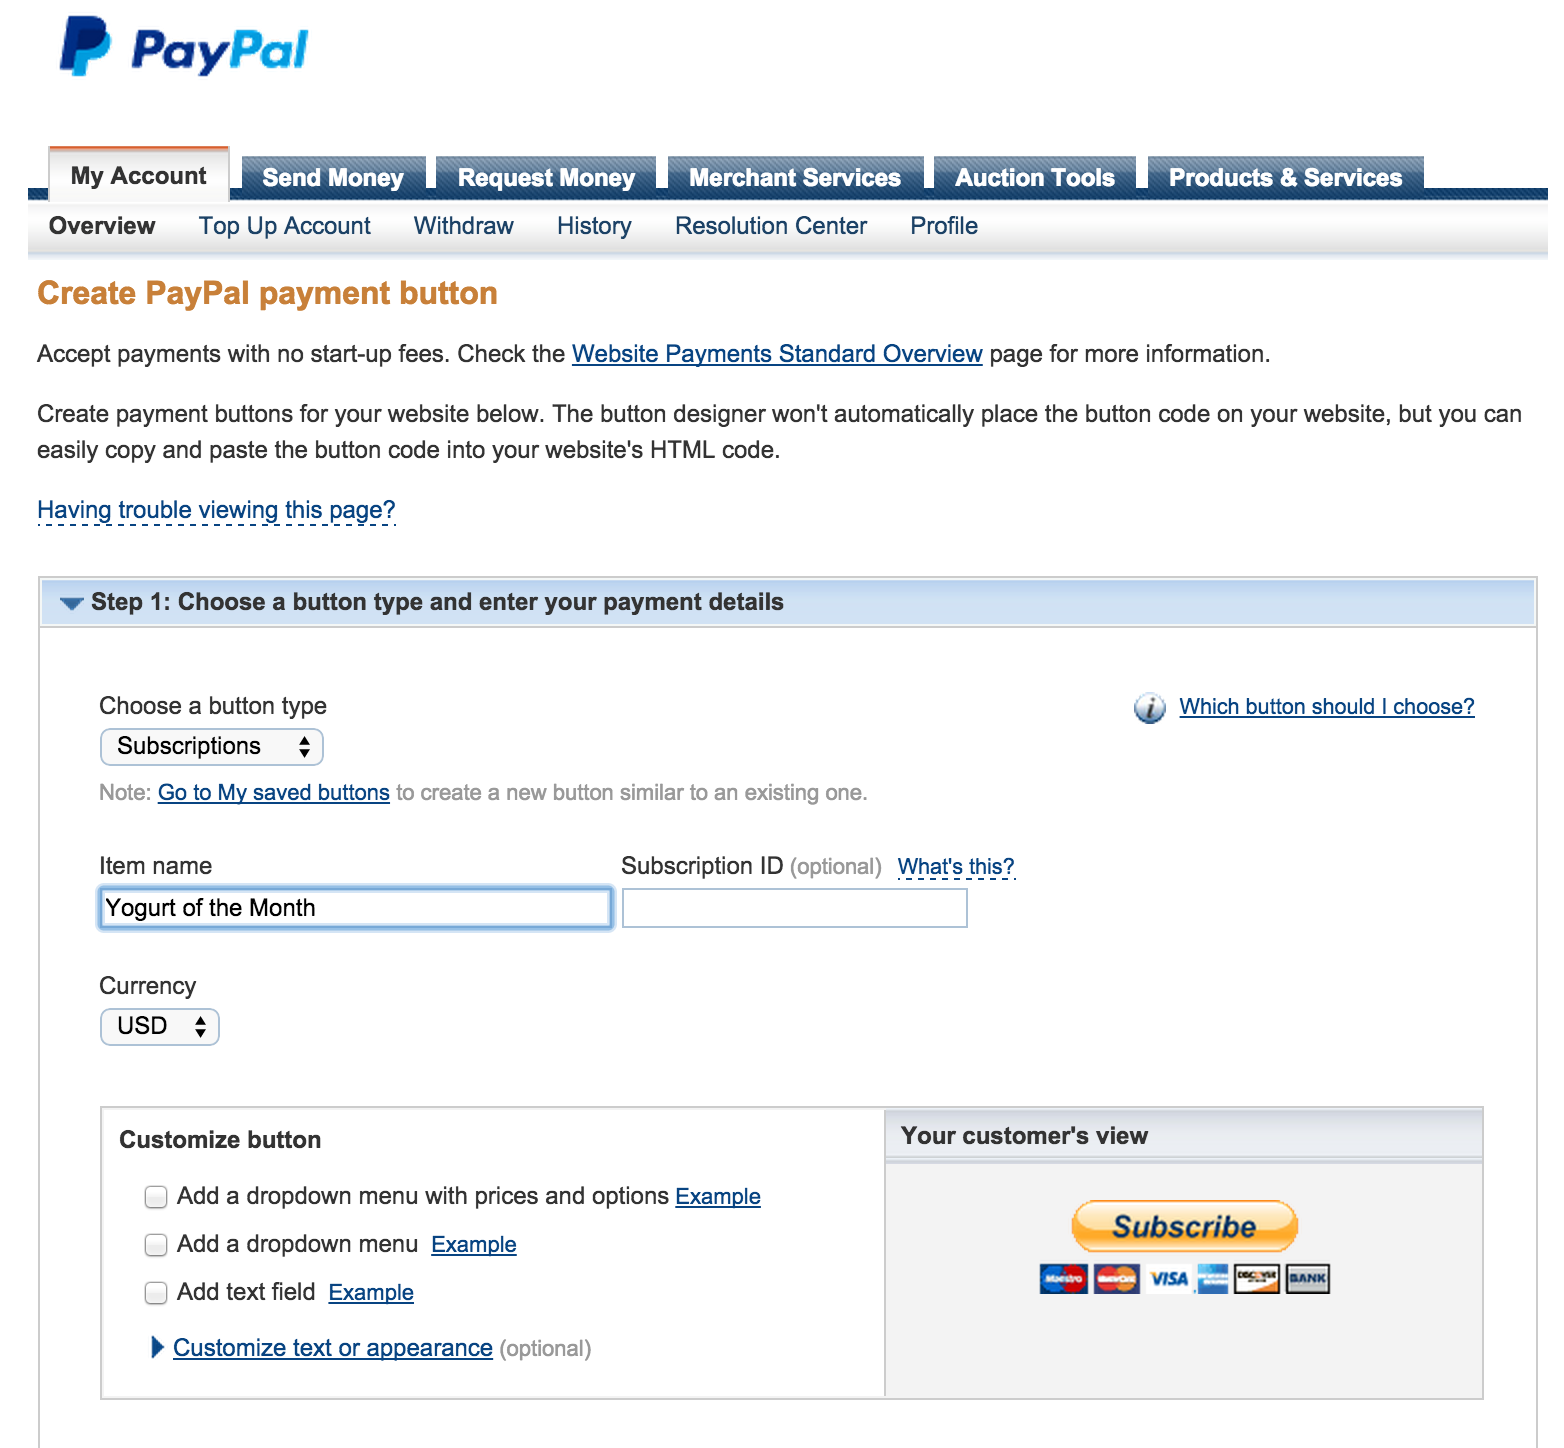 PayPal
My Account Send Money Request Money Merchant Services Auction Tools Products & Services
Overview Top Up Account Withdraw History Resolution Center Profile
Create PayPal payment button
Accept payments with no start-up fees. Check the Website Payments Standard Overview page for more information.
Create payment buttons for your website below. The button designer won't automatically place the button code on your website, but you can
easily copy and paste the button code into your website's HTML code.
Having trouble viewing this page?
Step 1: Choose a button type and enter your payment details
Choose a button type
Which button should I choose?
Subscriptions
Note: Go to My saved buttons to create a new button similar to an existing one.
Item name Subscription ID (optional) What's this?
Yogurt of the Month
Currency
USD
Customize button
Your customer's view
Add a dropdown menu with prices and options Example
Add a dropdown menu Example
Add text field Example
Customize text or appearance (optional)
Subscribe
Maestro MasterCard VISA DISCOVER BANK